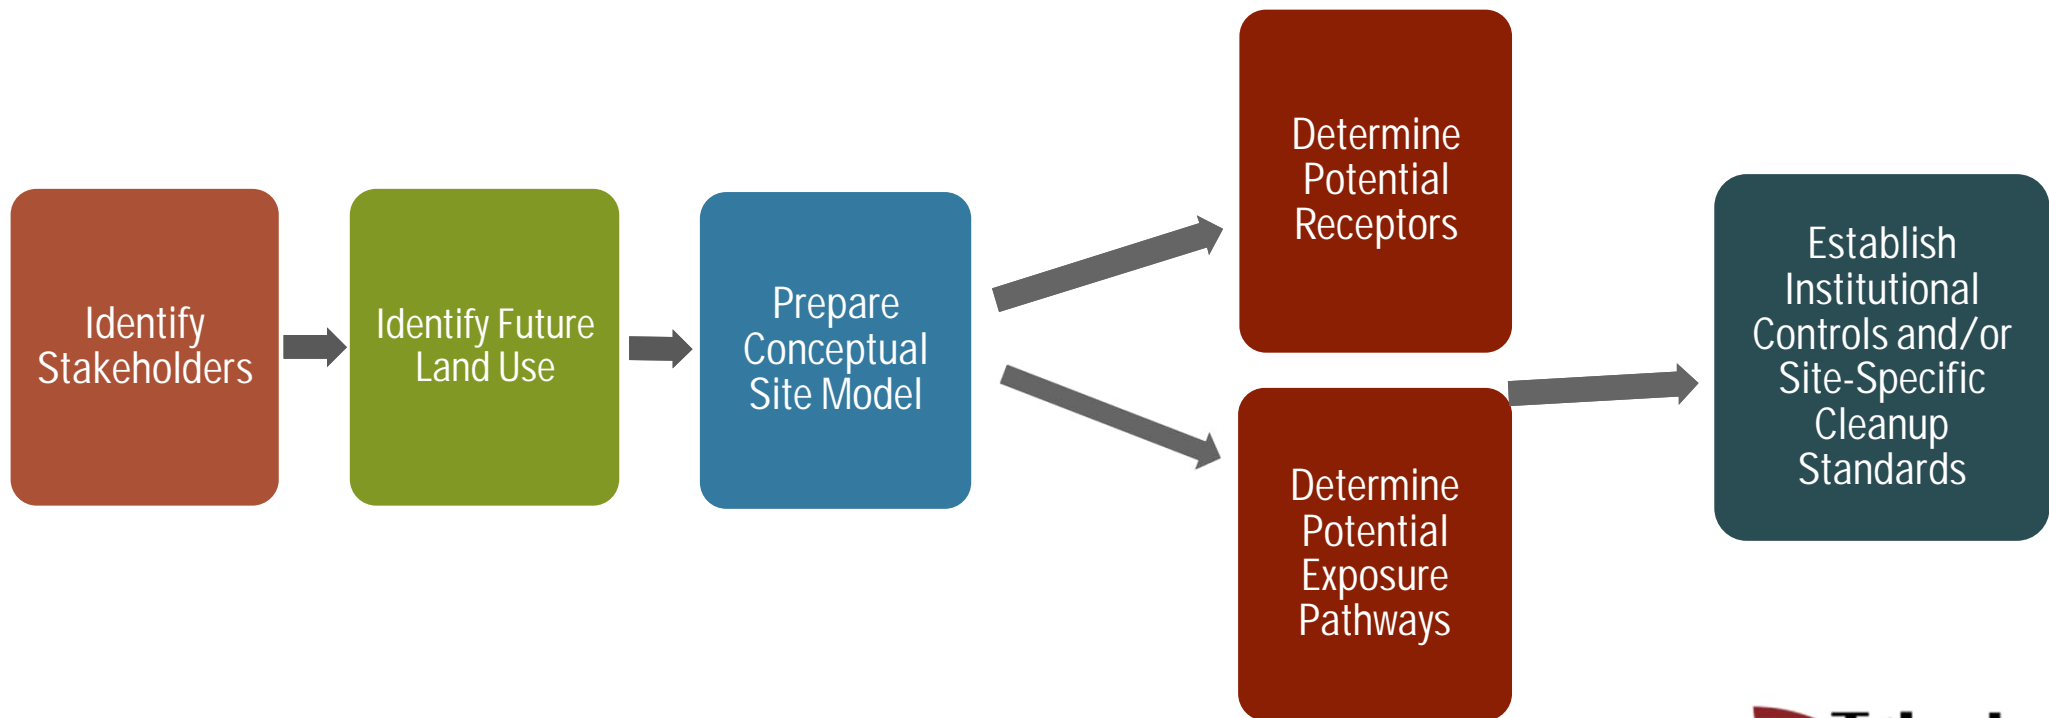 Identify
Stakeholders
Identify Future
Land Use
Prepare
Conceptual
Site Model
Determine
Potential
Receptors
Determine
Potential
Exposure
Pathways
Establish
Institutional
Controls and/or
Site-Specific
Cleanup
Standards